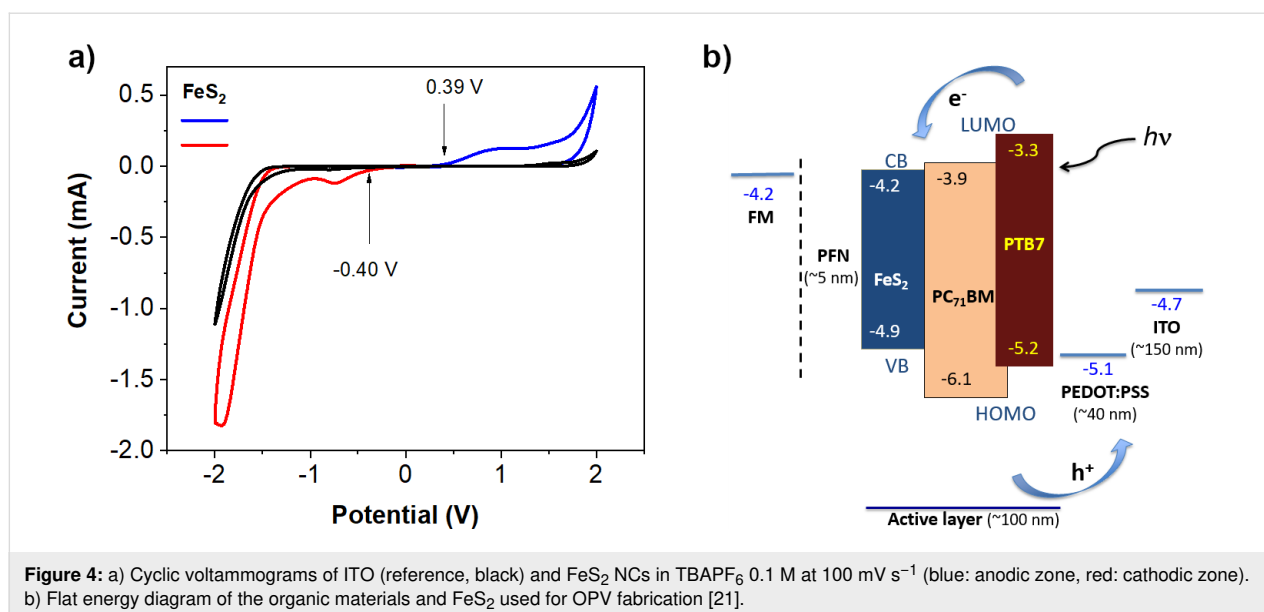 a)
FeS₂
0.39 V
-0.40 V
0.5
0.0
-0.5
-1.0
-1.5
-2.0
Current (mA)
-2 -1 0 1 2
Potential (V)
b)
e⁻
LUMO
hν
CB
-3.3
-4.2
-4.2
-3.9
FM
PFN
(~5 nm)
FeS₂
PC₇₁BM
PTB7
-4.7
ITO
(~150 nm)
-4.9
-5.2
VB
-6.1
-5.1
PEDOT:PSS
(~40 nm)
HOMO
h⁺
Active layer (~100 nm)
Figure 4: a) Cyclic voltammograms of ITO (reference, black) and FeS₂ NCs in TBAPF₆ 0.1 M at 100 mV s⁻¹ (blue: anodic zone, red: cathodic zone).
b) Flat energy diagram of the organic materials and FeS₂ used for OPV fabrication [21].